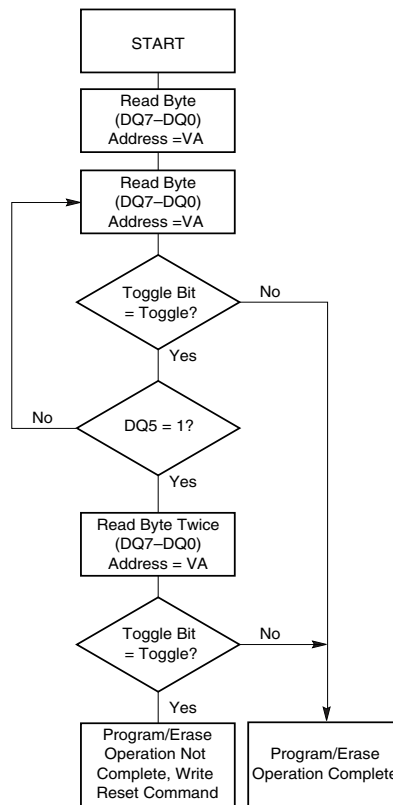 START
Read Byte
(DQ7–DQ0)
Address =VA
Read Byte
(DQ7–DQ0)
Address =VA
Toggle Bit
= Toggle?
No
Yes
No
DQ5 = 1?
Yes
Read Byte Twice
(DQ7–DQ0)
Address = VA
Toggle Bit
= Toggle?
No
Yes
Program/Erase
Operation Not
Complete, Write
Reset Command
Program/Erase
Operation Complete